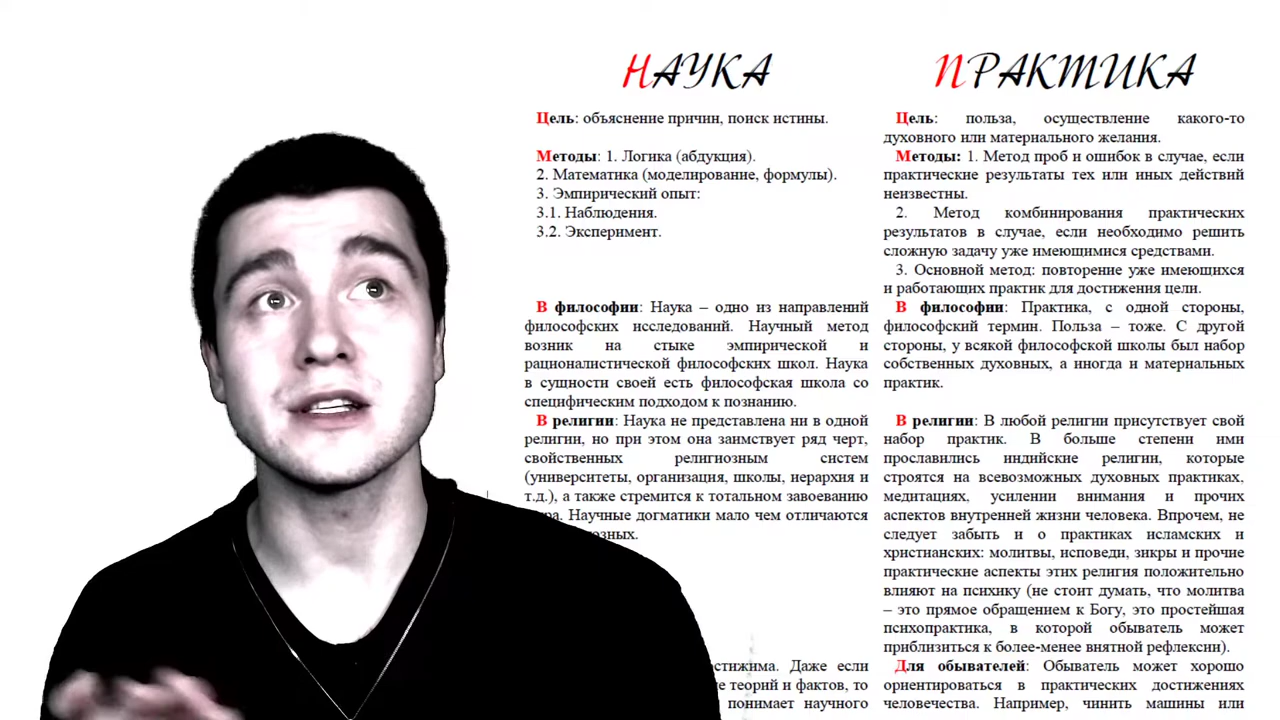 НАУКА
Цель: объяснение причин, поиск истины.
Методы: 1. Логика (абдукция).
2. Математика (моделирование, формулы).
3. Эмпирический опыт:
3.1. Наблюдения.
3.2. Эксперимент.
В философии: Наука – одно из направлений
философских исследований. Научный метод
возник на стыке эмпирической и
рационалистической философских школ. Наука
в сущности своей есть философская школа со
специфическим подходом к познанию.
В религии: Наука не представлена ни в одной
религии, но при этом она заимствует ряд черт,
свойственных религиозным систем
(университеты, организация, школы, иерархия и
т.д.), а также стремится к тотальном завоеванию
Научные догматики мало чем отличаются
Даже если
теорий и фактов, то
понимает научного
ПРАКТИКА
Цель: польза, осуществление какого-то
духовного или материального желания.
Методы: 1. Метод проб и ошибок в случае, если
практические результаты тех или иных действий
неизвестны.
2. Метод комбинирования практических
результатов в случае, если необходимо решить
сложную задачу уже имеющимися средствами.
3. Основной метод: повторение уже имеющихся
и работающих практик для достижения цели.
В философии: Практика, с одной стороны,
философский термин. Польза – тоже. С другой
стороны, у всякой философской школы был набор
собственных духовных, а иногда и материальных
практик.
В религии: В любой религии присутствует свой
набор практик. В больше степени ими
прославились индийские религии, которые
строятся на всевозможных духовных практиках,
медитациях, усилении внимания и прочих
аспектов внутренней жизни человека. Впрочем, не
следует забыть и о практиках исламских и
христианских: молитвы, исповеди, зикры и прочие
практические аспекты этих религия положительно
влияют на психику (не стоит думать, что молитва
– это прямое обращением к Богу, это простейшая
психопрактика, в которой обыватель может
приблизиться к более-менее внятной рефлексии).
Для обывателей: Обыватель может хорошо
ориентироваться в практических достижениях
человечества. Например, чинить машины или